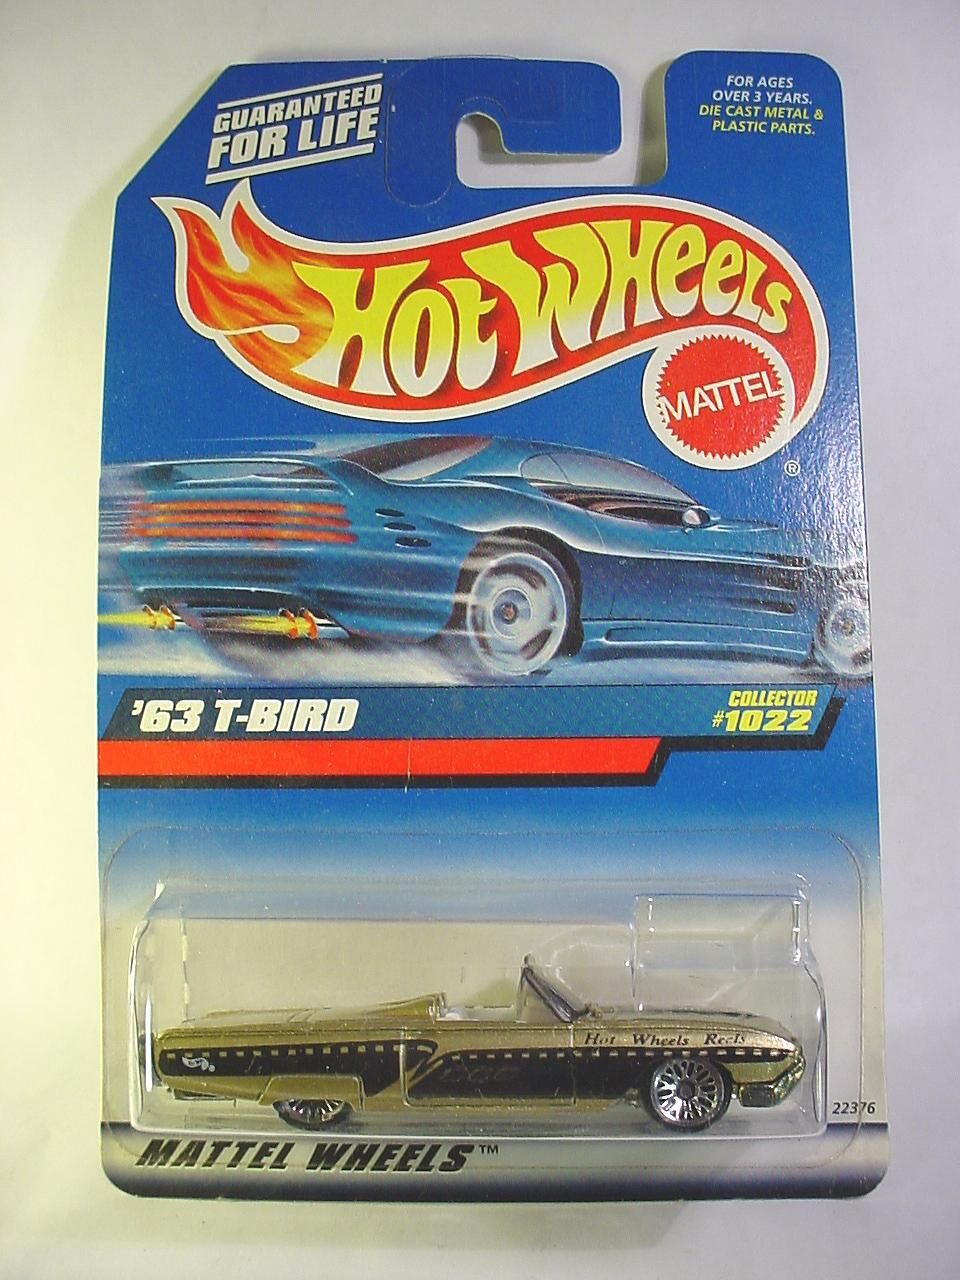 GUARANTEED
FOR LIFE
FOR AGES
OVER 3 YEARS.
DIE CAST METAL &
PLASTIC PARTS.
HOT WHEELS
MATTEL
®
'63 T-BIRD
COLLECTOR
#1022
Hot Wheels Reels
22376
MATTEL WHEELS™